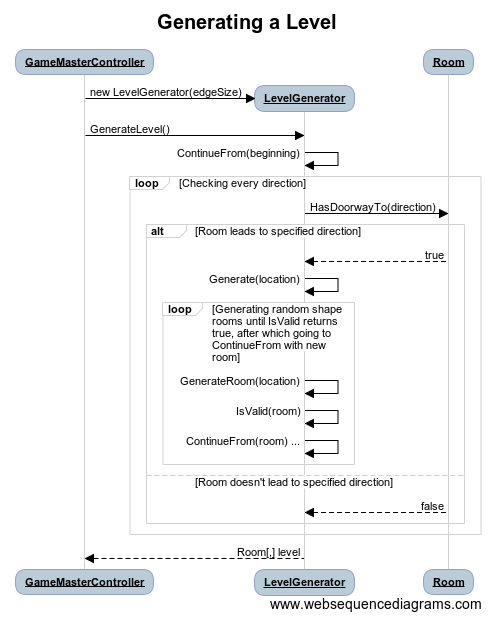 Generating a Level
GameMasterController
Room
new LevelGenerator(edgeSize)
LevelGenerator
GenerateLevel()
ContinueFrom(beginning)
loop [Checking every direction]
HasDoorwayTo(direction)
alt [Room leads to specified direction]
true
Generate(location)
loop [Generating random shape
rooms until IsValid returns
true, after which going to
ContinueFrom with new
room]
GenerateRoom(location)
IsValid(room)
ContinueFrom(room) ...
[Room doesn't lead to specified direction]
false
Room[,] level
GameMasterController LevelGenerator Room
www.websequencediagrams.com